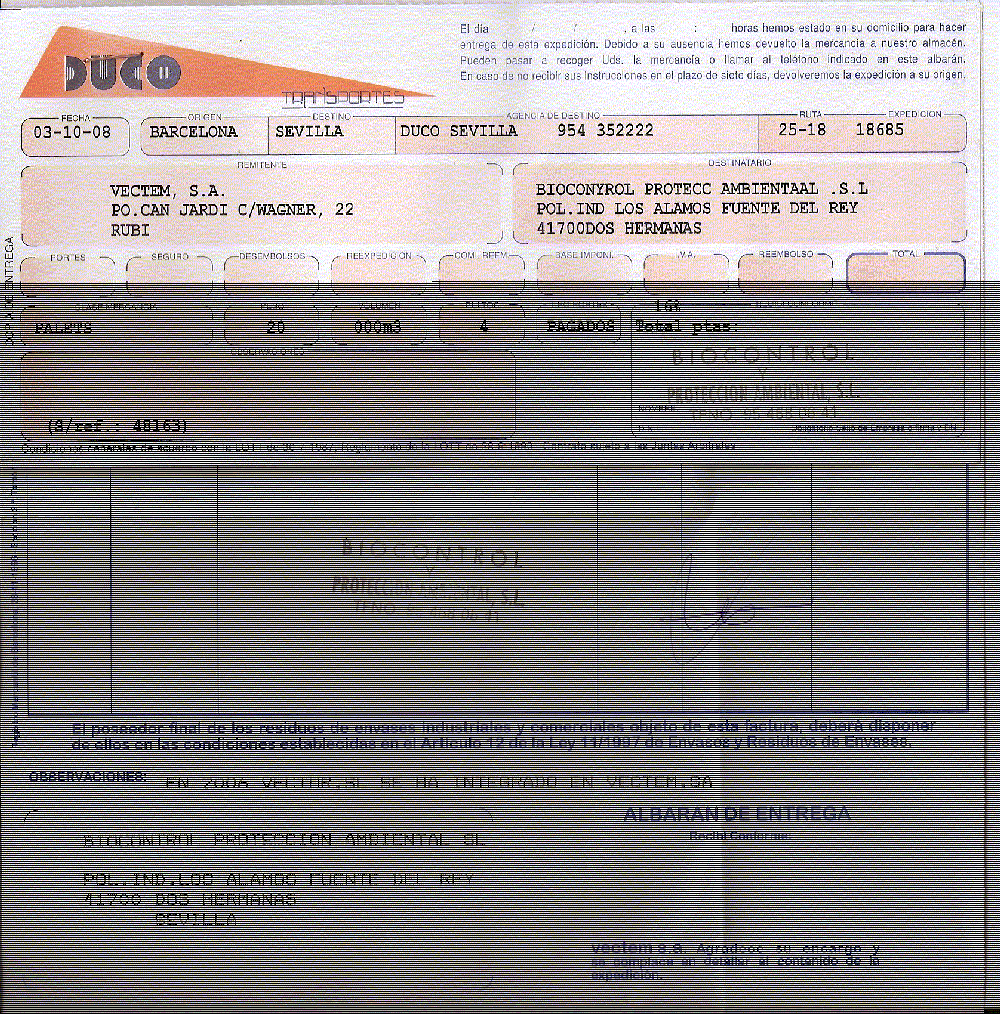 El día / / , a las : horas hemos estado en su domicilio para hacer
entrega de esta expedición. Debido a su ausencia hemos devuelto la mercancía a nuestro almacén.
Pueden pasar a recoger Uds. la mercancía o llamar al teléfono indicado en este albarán.
En caso de no recibir sus Instrucciones en el plazo de siete días, devolveremos la expedición a su origen.
DUCO
TRANSPORTES
FECHA ORIGEN DESTINO AGENCIA DE DESTINO RUTA EXPEDICION
03-10-08 BARCELONA SEVILLA DUCO SEVILLA 954 352222 25-18 18685
REMITENTE DESTINATARIO
VECTEM, S.A.
PO.CAN JARDI C/WAGNER, 22
RUBI
BIOCONYROL PROTECC AMBIENTAAL .S.L
POL.IND LOS ALAMOS FUENTE DEL REY
41700DOS HERMANAS
PORTES SEGURO DESEMBOLSOS REEXPEDICION COM. REEM. BASE IMPONI. I.V.A. REEMBOLSO TOTAL
16%
PALETS 20 000m3 4 PAGADOS Total ptas:
BIOCONTROL
PROTECCION AMBIENTAL, S.L.
(S/ref.: 48163)
BIOCONTROL
PROTECCION AMBIENTAL, S.L.
El poseedor final de los residuos de envases industriales y comerciales objeto de esta factura, deberá disponer
de ellos en las condiciones establecidas en el Artículo 12 de la Ley 11/1997 de Envases y Residuos de Envases.
OBSERVACIONES: EN 2006 VECTHR.SL SE HA INTEGRADO EN VECTEM.SA
ALBARAN DE ENTREGA
Recibí Conforme:
BIOCONTROL PROTECCION AMBIENTAL SL
POL.IND.LOS ALAMOS FUENTE DEL REY
41700 DOS HERMANAS
SEVILLA
vectem s.a. Agradece su encargo y
se complace en detallar el contenido de la
expedición.